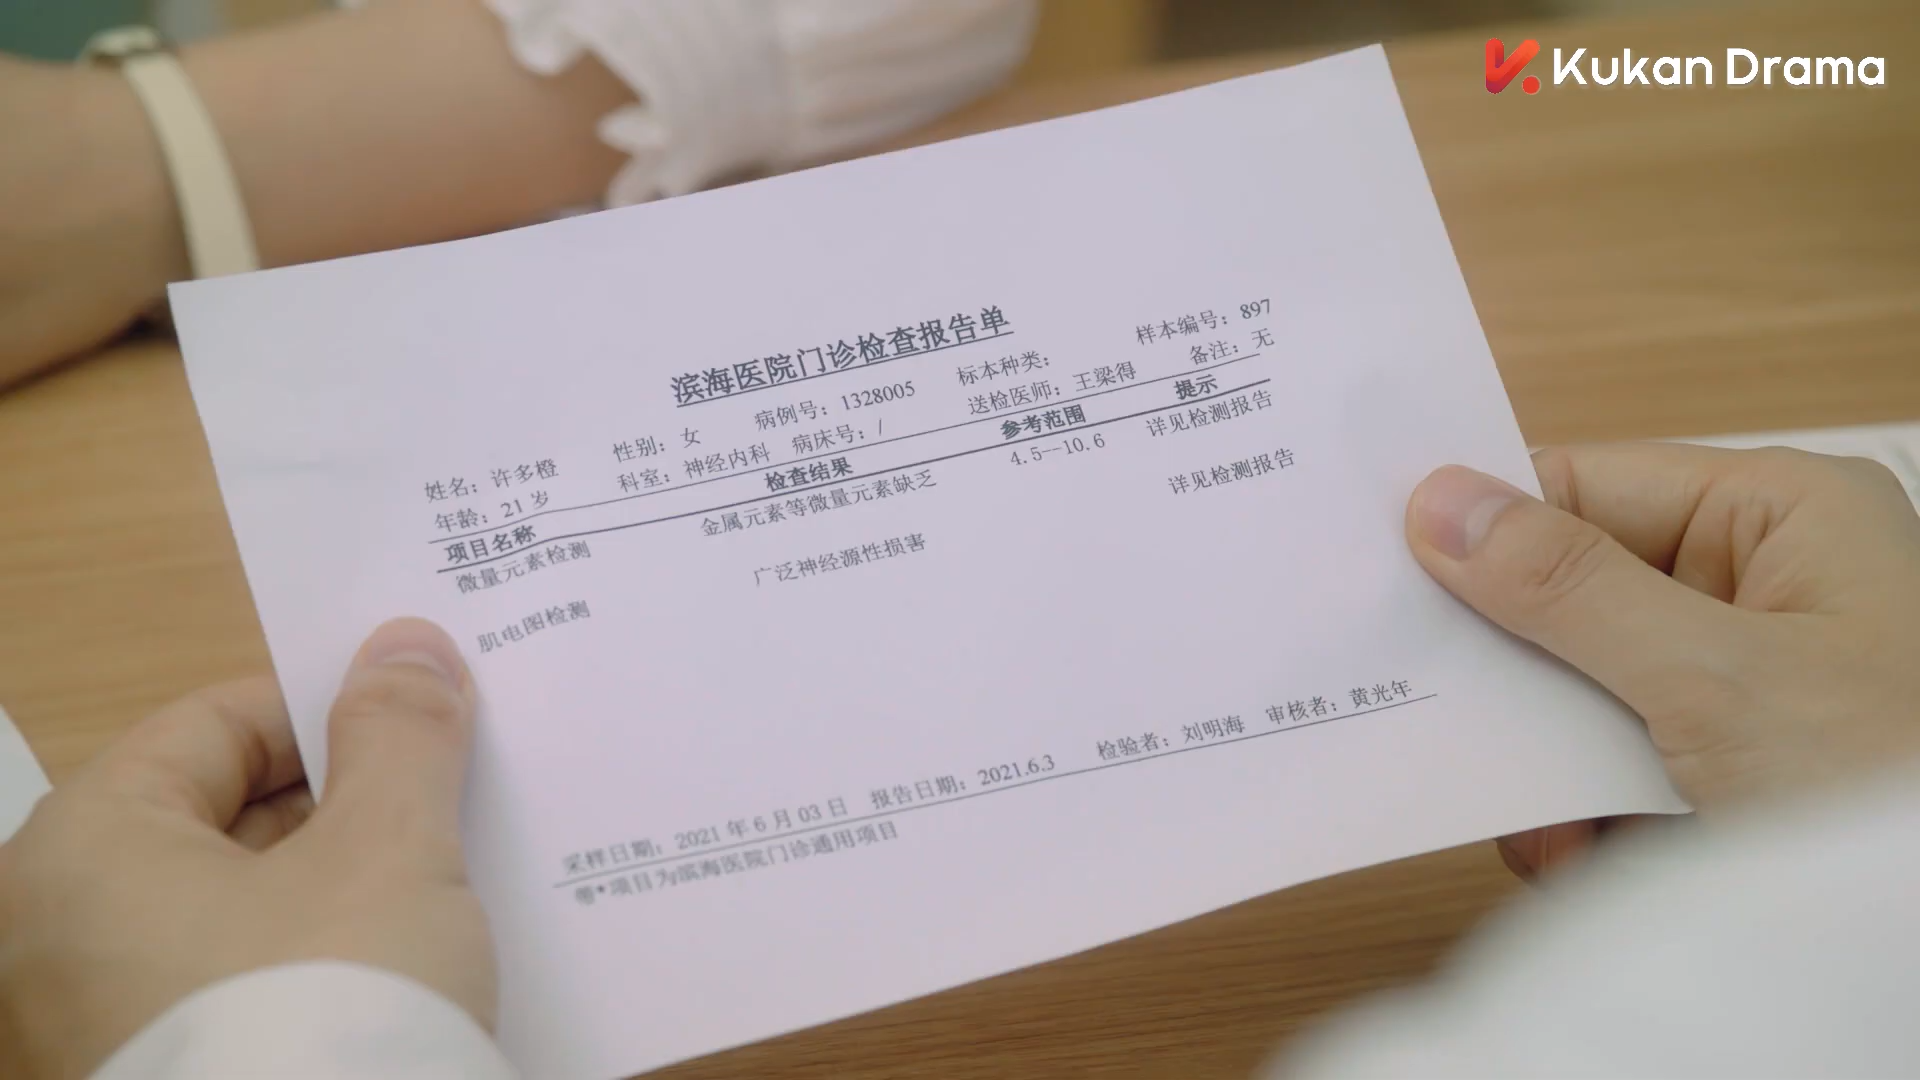 Kukan Drama
滨海医院门诊检查报告单
姓名：许多橙 性别：女 病例号：1328005 标本种类： 样本编号：897
年龄：21 岁 科室：神经内科 病床号：/ 送检医师：王梁得 备注：无
项目名称 检查结果 参考范围 提示
微量元素检测 金属元素等微量元素缺乏 4.5--10.6 详见检测报告
肌电图检测 广泛神经源性损害 详见检测报告
采样日期：2021 年 6 月 03 日 报告日期：2021.6.3 检验者：刘明海 审核者：黄光年
带*项目为滨海医院门诊通用项目